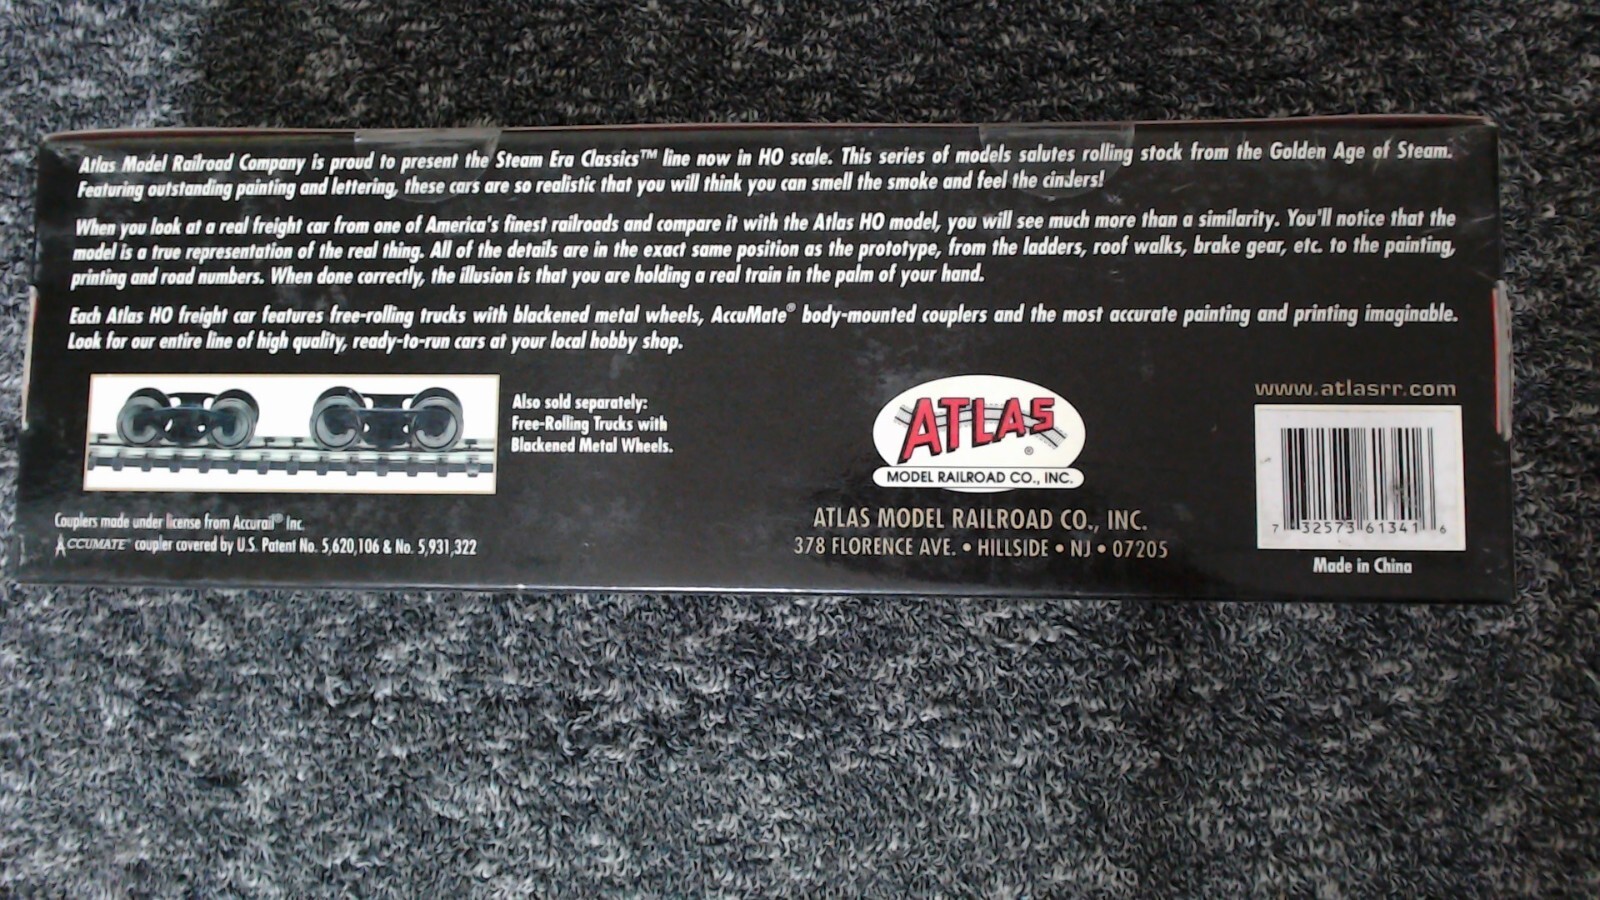 Atlas Model Railroad Company is proud to present the Steam Era Classics™ line now in HO scale. This series of models salutes rolling stock from the Golden Age of Steam.
Featuring outstanding painting and lettering, these cars are so realistic that you will think you can smell the smoke and feel the cinders!
When you look at a real freight car from one of America's finest railroads and compare it with the Atlas HO model, you will see much more than a similarity. You'll notice that the
model is a true representation of the real thing. All of the details are in the exact same position as the prototype, from the ladders, roof walks, brake gear, etc. to the painting,
printing and road numbers. When done correctly, the illusion is that you are holding a real train in the palm of your hand.
Each Atlas HO freight car features free-rolling trucks with blackened metal wheels, AccuMate® body-mounted couplers and the most accurate painting and printing imaginable.
Look for our entire line of high quality, ready-to-run cars at your local hobby shop.
Also sold separately:
Free-Rolling Trucks with
Blackened Metal Wheels.
Couplers made under license from Accurail® Inc.
ACCUMATE® coupler covered by U.S. Patent No. 5,620,106 & No. 5,931,322
ATLAS®
MODEL RAILROAD CO., INC.
ATLAS MODEL RAILROAD CO., INC.
378 FLORENCE AVE. • HILLSIDE • NJ • 07205
www.atlasrr.com
7 32573 61341 6
Made in China